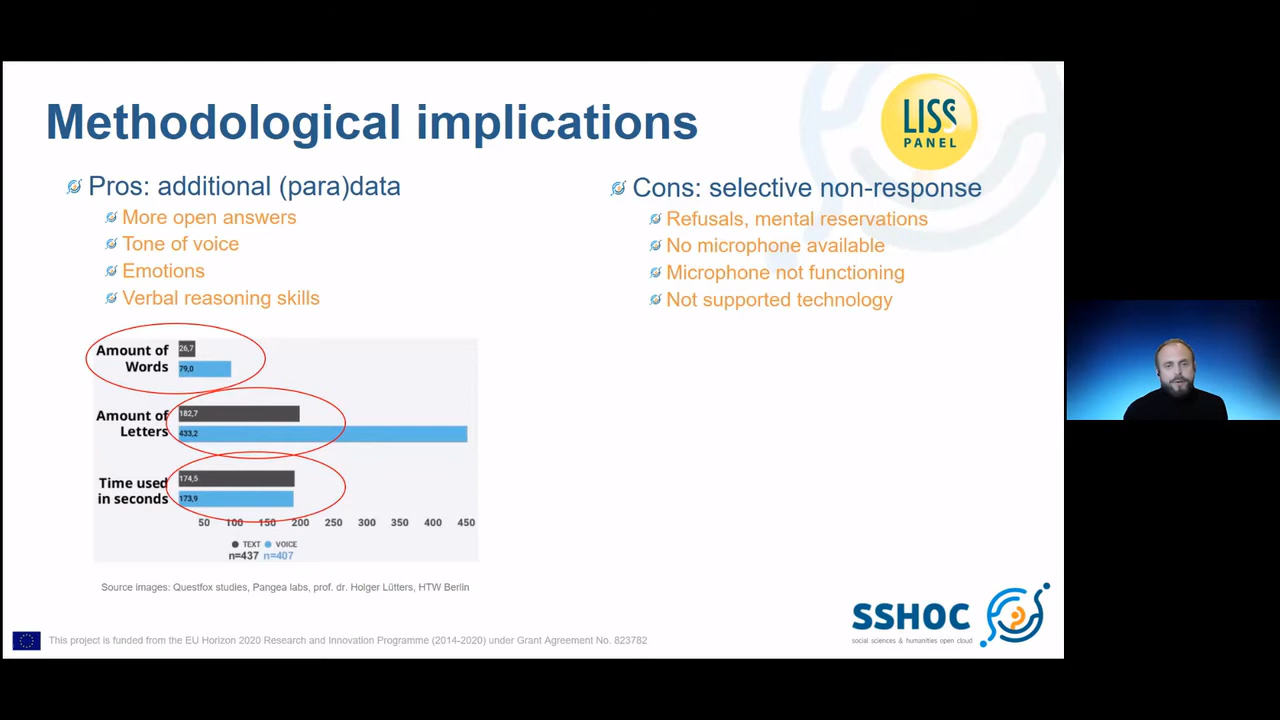 Methodological implications
LISS
PANEL
Pros: additional (para)data
More open answers
Tone of voice
Emotions
Verbal reasoning skills
Cons: selective non-response
Refusals, mental reservations
No microphone available
Microphone not functioning
Not supported technology
Amount of
Words
26,7
79,0
Amount of
Letters
182,7
433,2
Time used
in seconds
174,5
173,9
50 100 150 200 250 300 350 400 450
TEXT VOICE
n=437 n=407
Source images: Questfox studies, Pangea labs, prof. dr. Holger Lütters, HTW Berlin
SSHOC
social sciences & humanities open cloud
This project is funded from the EU Horizon 2020 Research and Innovation Programme (2014-2020) under Grant Agreement No. 823782